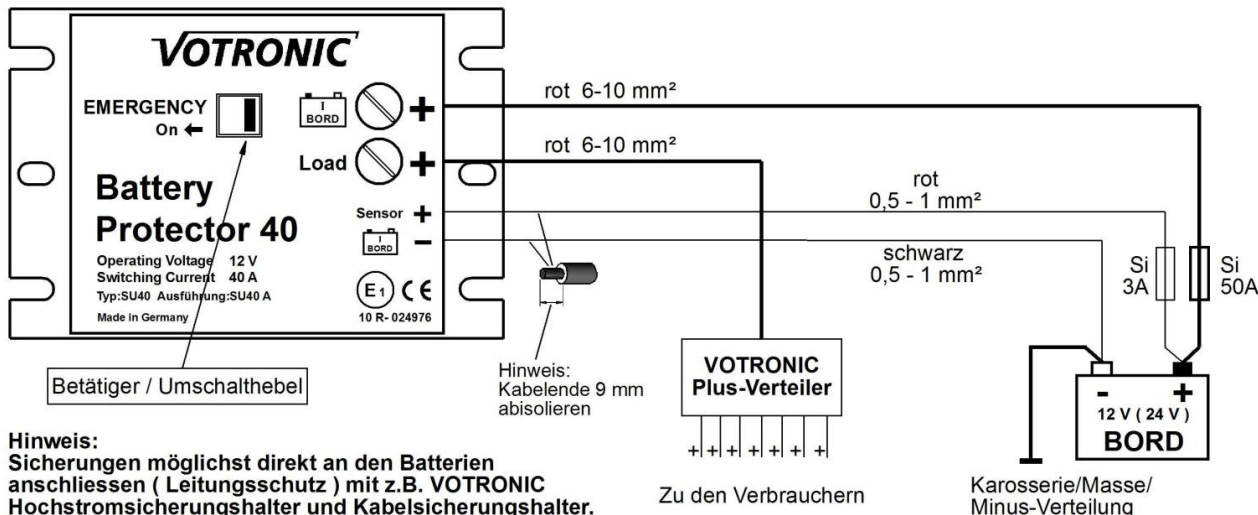 VOTRONIC
EMERGENCY
On ←
I
BORD
+
Load
+
Battery
Protector 40
Sensor +
I
BORD
-
Operating Voltage 12 V
Switching Current 40 A
Typ:SU40 Ausführung:SU40 A
Made in Germany
E1 CE
10 R- 024976
rot 6-10 mm²
rot 6-10 mm²
rot
0,5 - 1 mm²
schwarz
0,5 - 1 mm²
Si
3A
Si
50A
Betätiger / Umschalthebel
Hinweis:
Kabelende 9 mm
abisolieren
VOTRONIC
Plus-Verteiler
+ + + + + + + +
Zu den Verbrauchern
- +
12 V ( 24 V )
BORD
Karosserie/Masse/
Minus-Verteilung
Hinweis:
Sicherungen möglichst direkt an den Batterien
anschliessen ( Leitungsschutz ) mit z.B. VOTRONIC
Hochstromsicherungshalter und Kabelsicherungshalter.